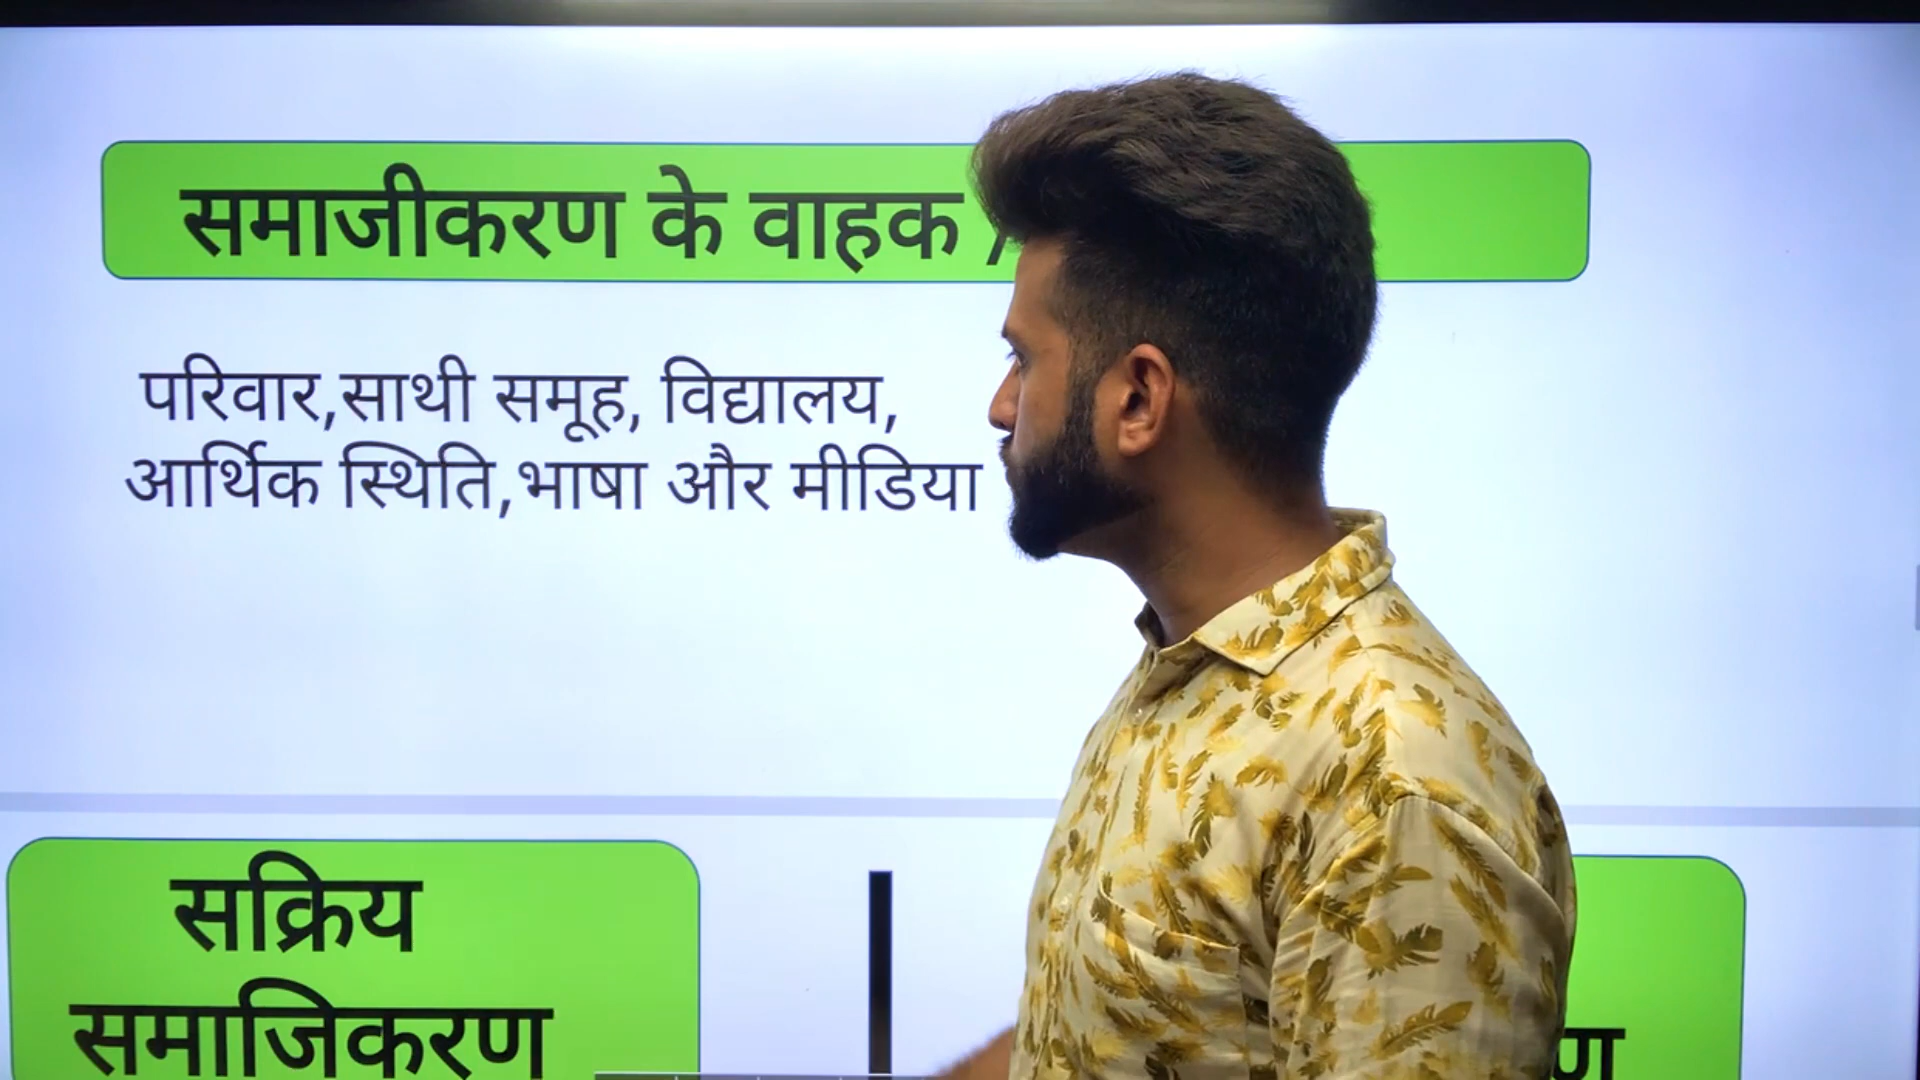 समाजीकरण के वाहक /
परिवार,साथी समूह, विद्यालय,
आर्थिक स्थिति,भाषा और मीडिया
सक्रिय
समाजिकरण
ण